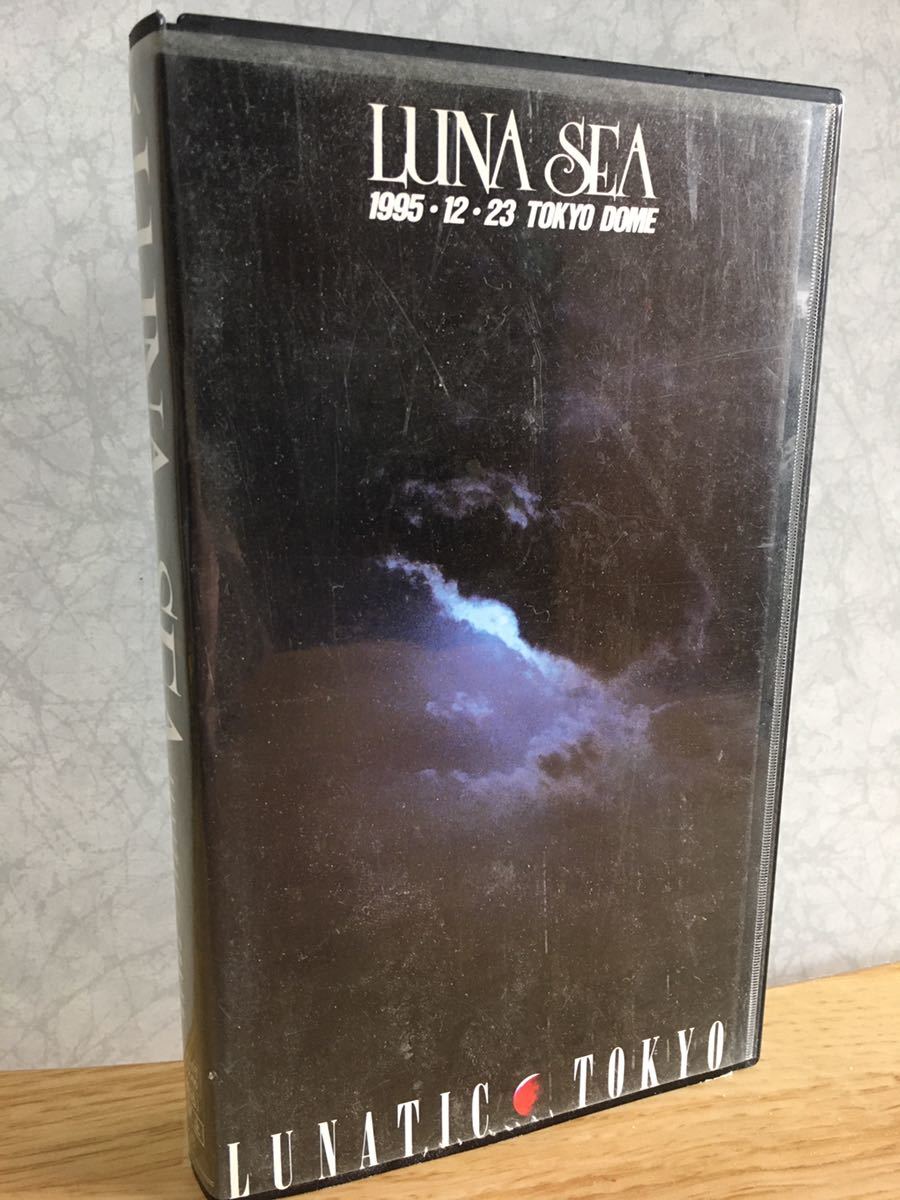 LUNA SEA
1995・12・23 TOKYO DOME
LUNATIC TOKYO
LUNA SEA